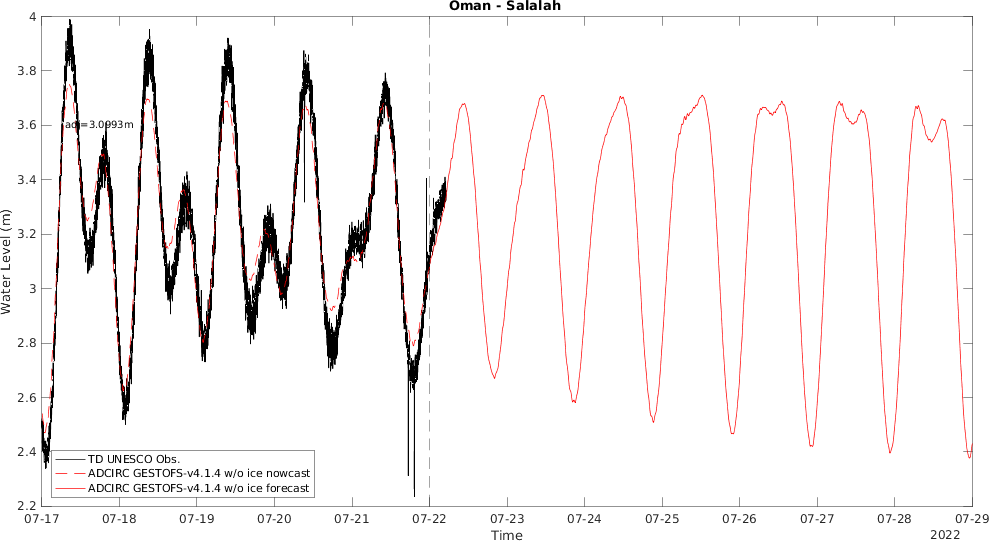 Oman - Salalah
Water Level (m)
4
3.8
3.6
3.4
3.2
3
2.8
2.6
2.4
2.2
adj=3.0993m
TD UNESCO Obs.
ADCIRC GESTOFS-v4.1.4 w/o ice nowcast
ADCIRC GESTOFS-v4.1.4 w/o ice forecast
07-17 07-18 07-19 07-20 07-21 07-22 07-23 07-24 07-25 07-26 07-27 07-28 07-29
Time
2022